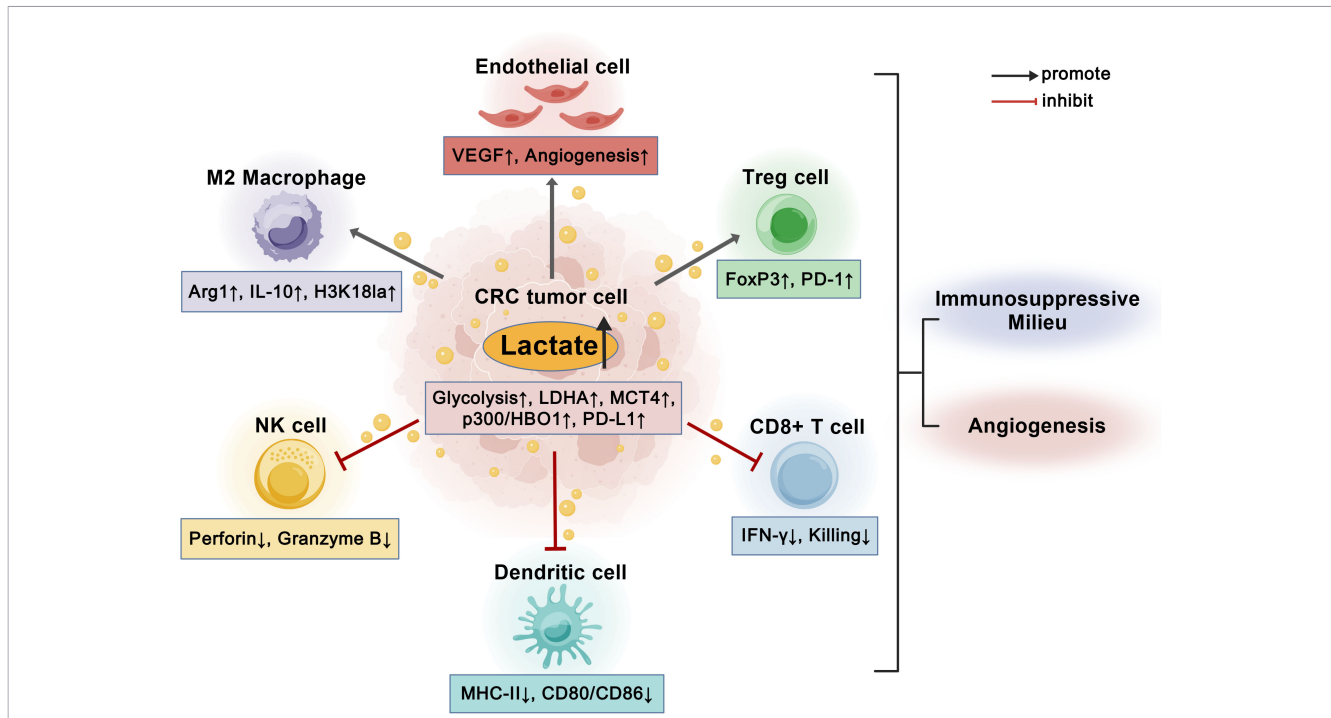 Endothelial cell
VEGF↑, Angiogenesis↑
promote
inhibit
M2 Macrophage
Arg1↑, IL-10↑, H3K18la↑
Treg cell
FoxP3↑, PD-1↑
CRC tumor cell
Lactate
Glycolysis↑, LDHA↑, MCT4↑,
p300/HBO1↑, PD-L1↑
NK cell
Perforin↓, Granzyme B↓
CD8+ T cell
IFN-γ↓, Killing↓
Dendritic cell
MHC-II↓, CD80/CD86↓
Immunosuppressive
Milieu
Angiogenesis